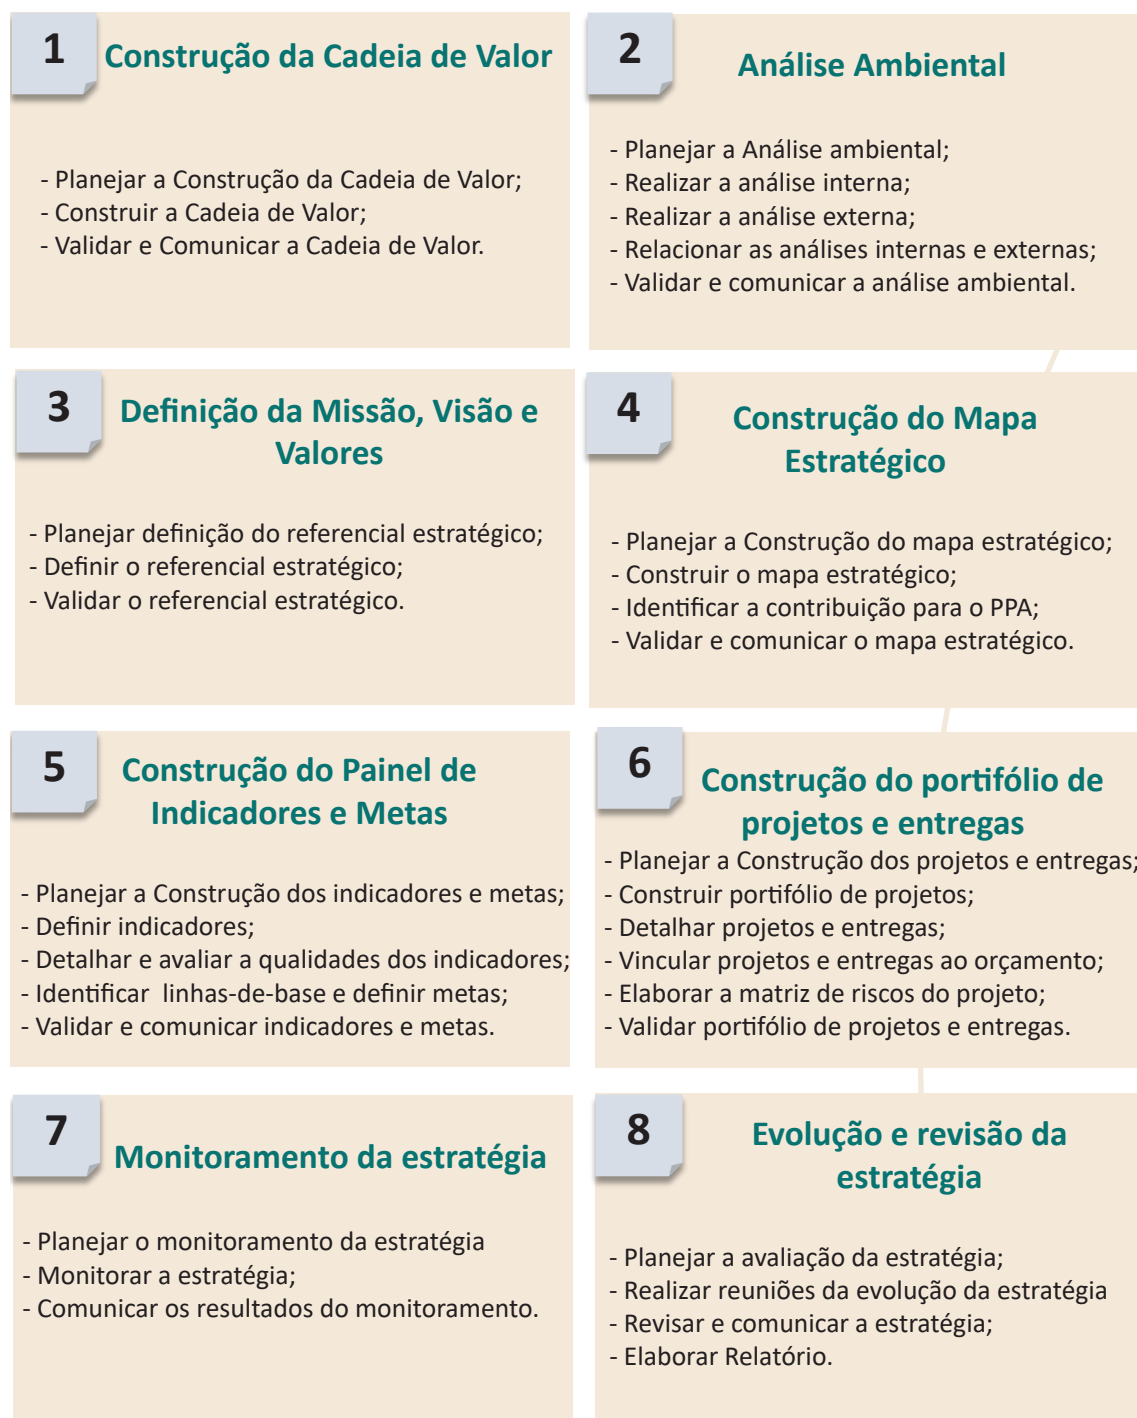 1
Construção da Cadeia de Valor
- Planejar a Construção da Cadeia de Valor;
- Construir a Cadeia de Valor;
- Validar e Comunicar a Cadeia de Valor.
2
Análise Ambiental
- Planejar a Análise ambiental;
- Realizar a análise interna;
- Realizar a análise externa;
- Relacionar as análises internas e externas;
- Validar e comunicar a análise ambiental.
3
Definição da Missão, Visão e
Valores
- Planejar definição do referencial estratégico;
- Definir o referencial estratégico;
- Validar o referencial estratégico.
4
Construção do Mapa
Estratégico
- Planejar a Construção do mapa estratégico;
- Construir o mapa estratégico;
- Identificar a contribuição para o PPA;
- Validar e comunicar o mapa estratégico.
5
Construção do Painel de
Indicadores e Metas
- Planejar a Construção dos indicadores e metas;
- Definir indicadores;
- Detalhar e avaliar a qualidades dos indicadores;
- Identificar  linhas-de-base e definir metas;
- Validar e comunicar indicadores e metas.
6
Construção do portifólio de
projetos e entregas
- Planejar a Construção dos projetos e entregas;
- Construir portifólio de projetos;
- Detalhar projetos e entregas;
- Vincular projetos e entregas ao orçamento;
- Elaborar a matriz de riscos do projeto;
- Validar portifólio de projetos e entregas.
7
Monitoramento da estratégia
- Planejar o monitoramento da estratégia
- Monitorar a estratégia;
- Comunicar os resultados do monitoramento.
8
Evolução e revisão da
estratégia
- Planejar a avaliação da estratégia;
- Realizar reuniões da evolução da estratégia
- Revisar e comunicar a estratégia;
- Elaborar Relatório.